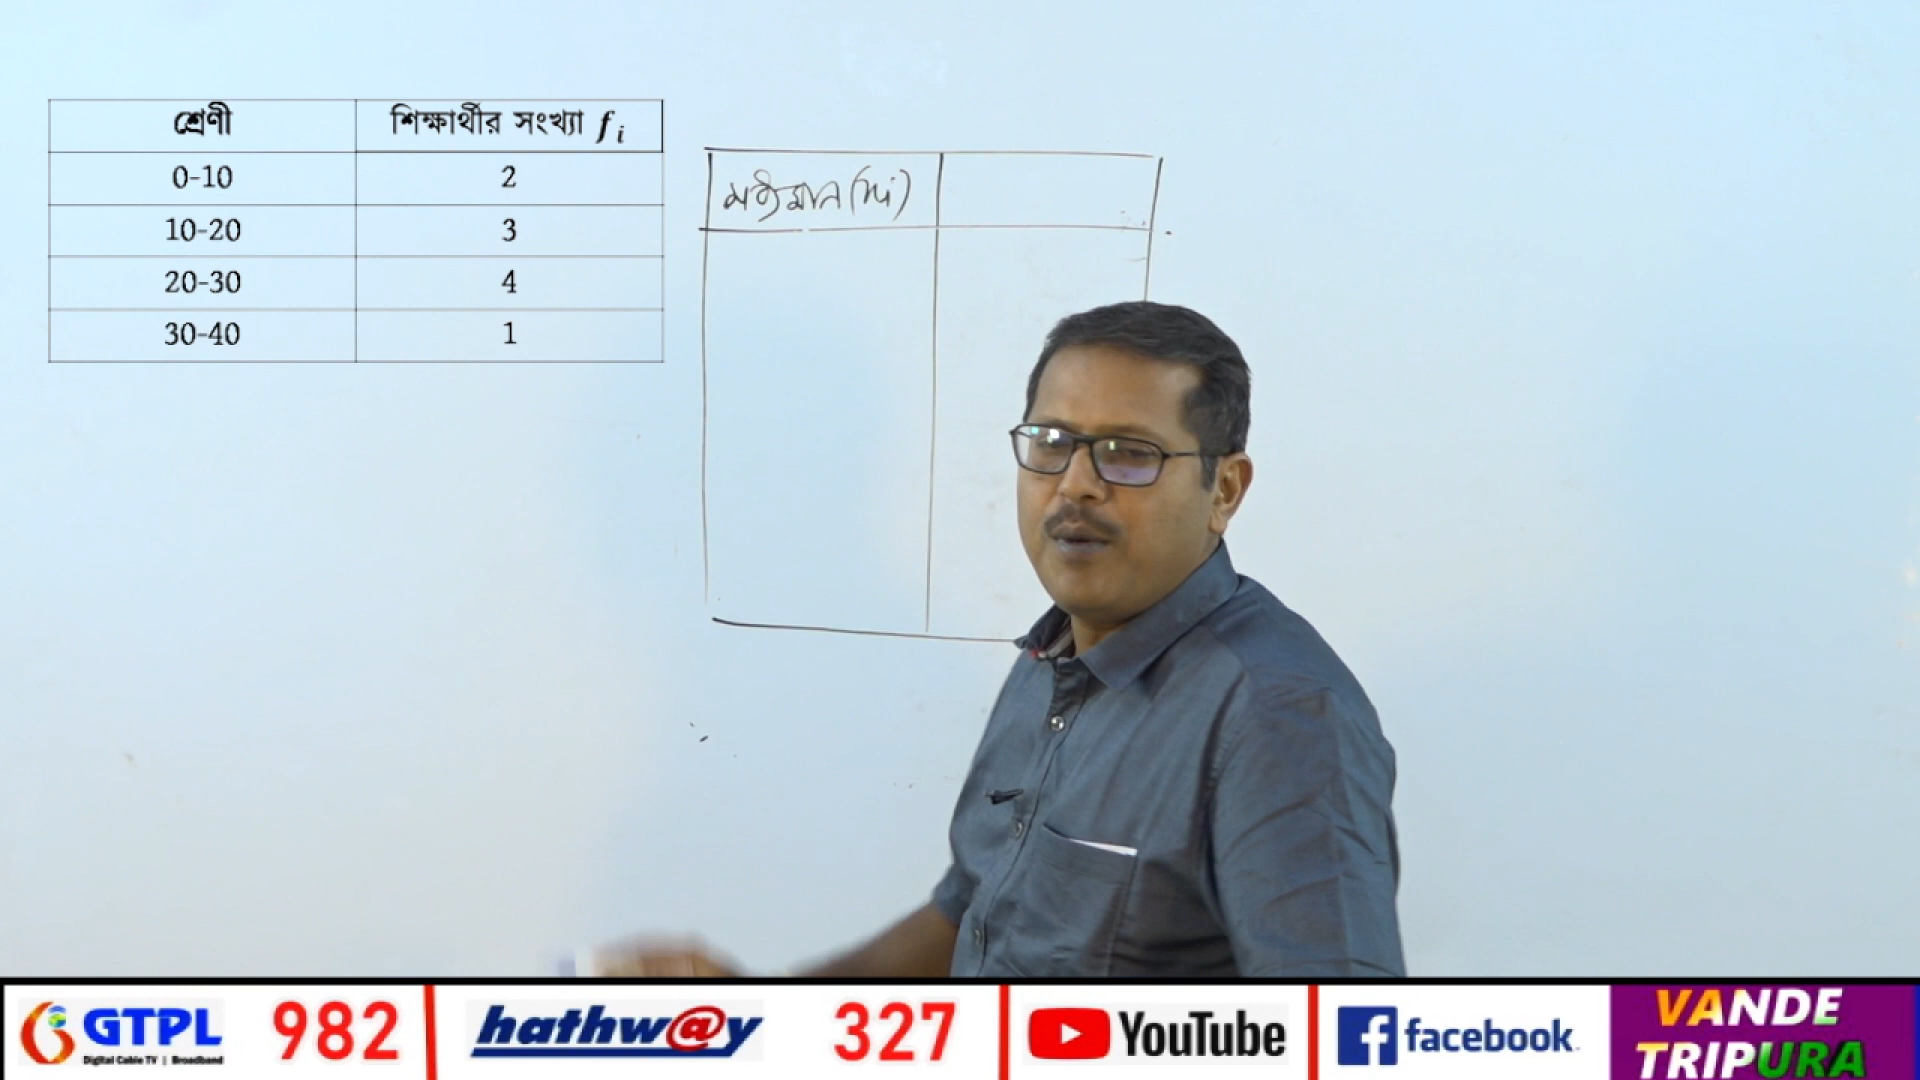 শ্রেণী শিক্ষার্থীর সংখ্যা fi
0-10 2
10-20 3
20-30 4
30-40 1
মধ্যমান (xi)
GTPL 982 hathw@y 327 YouTube facebook VANDE
Digital Cable TV | Broadband TRIPURA